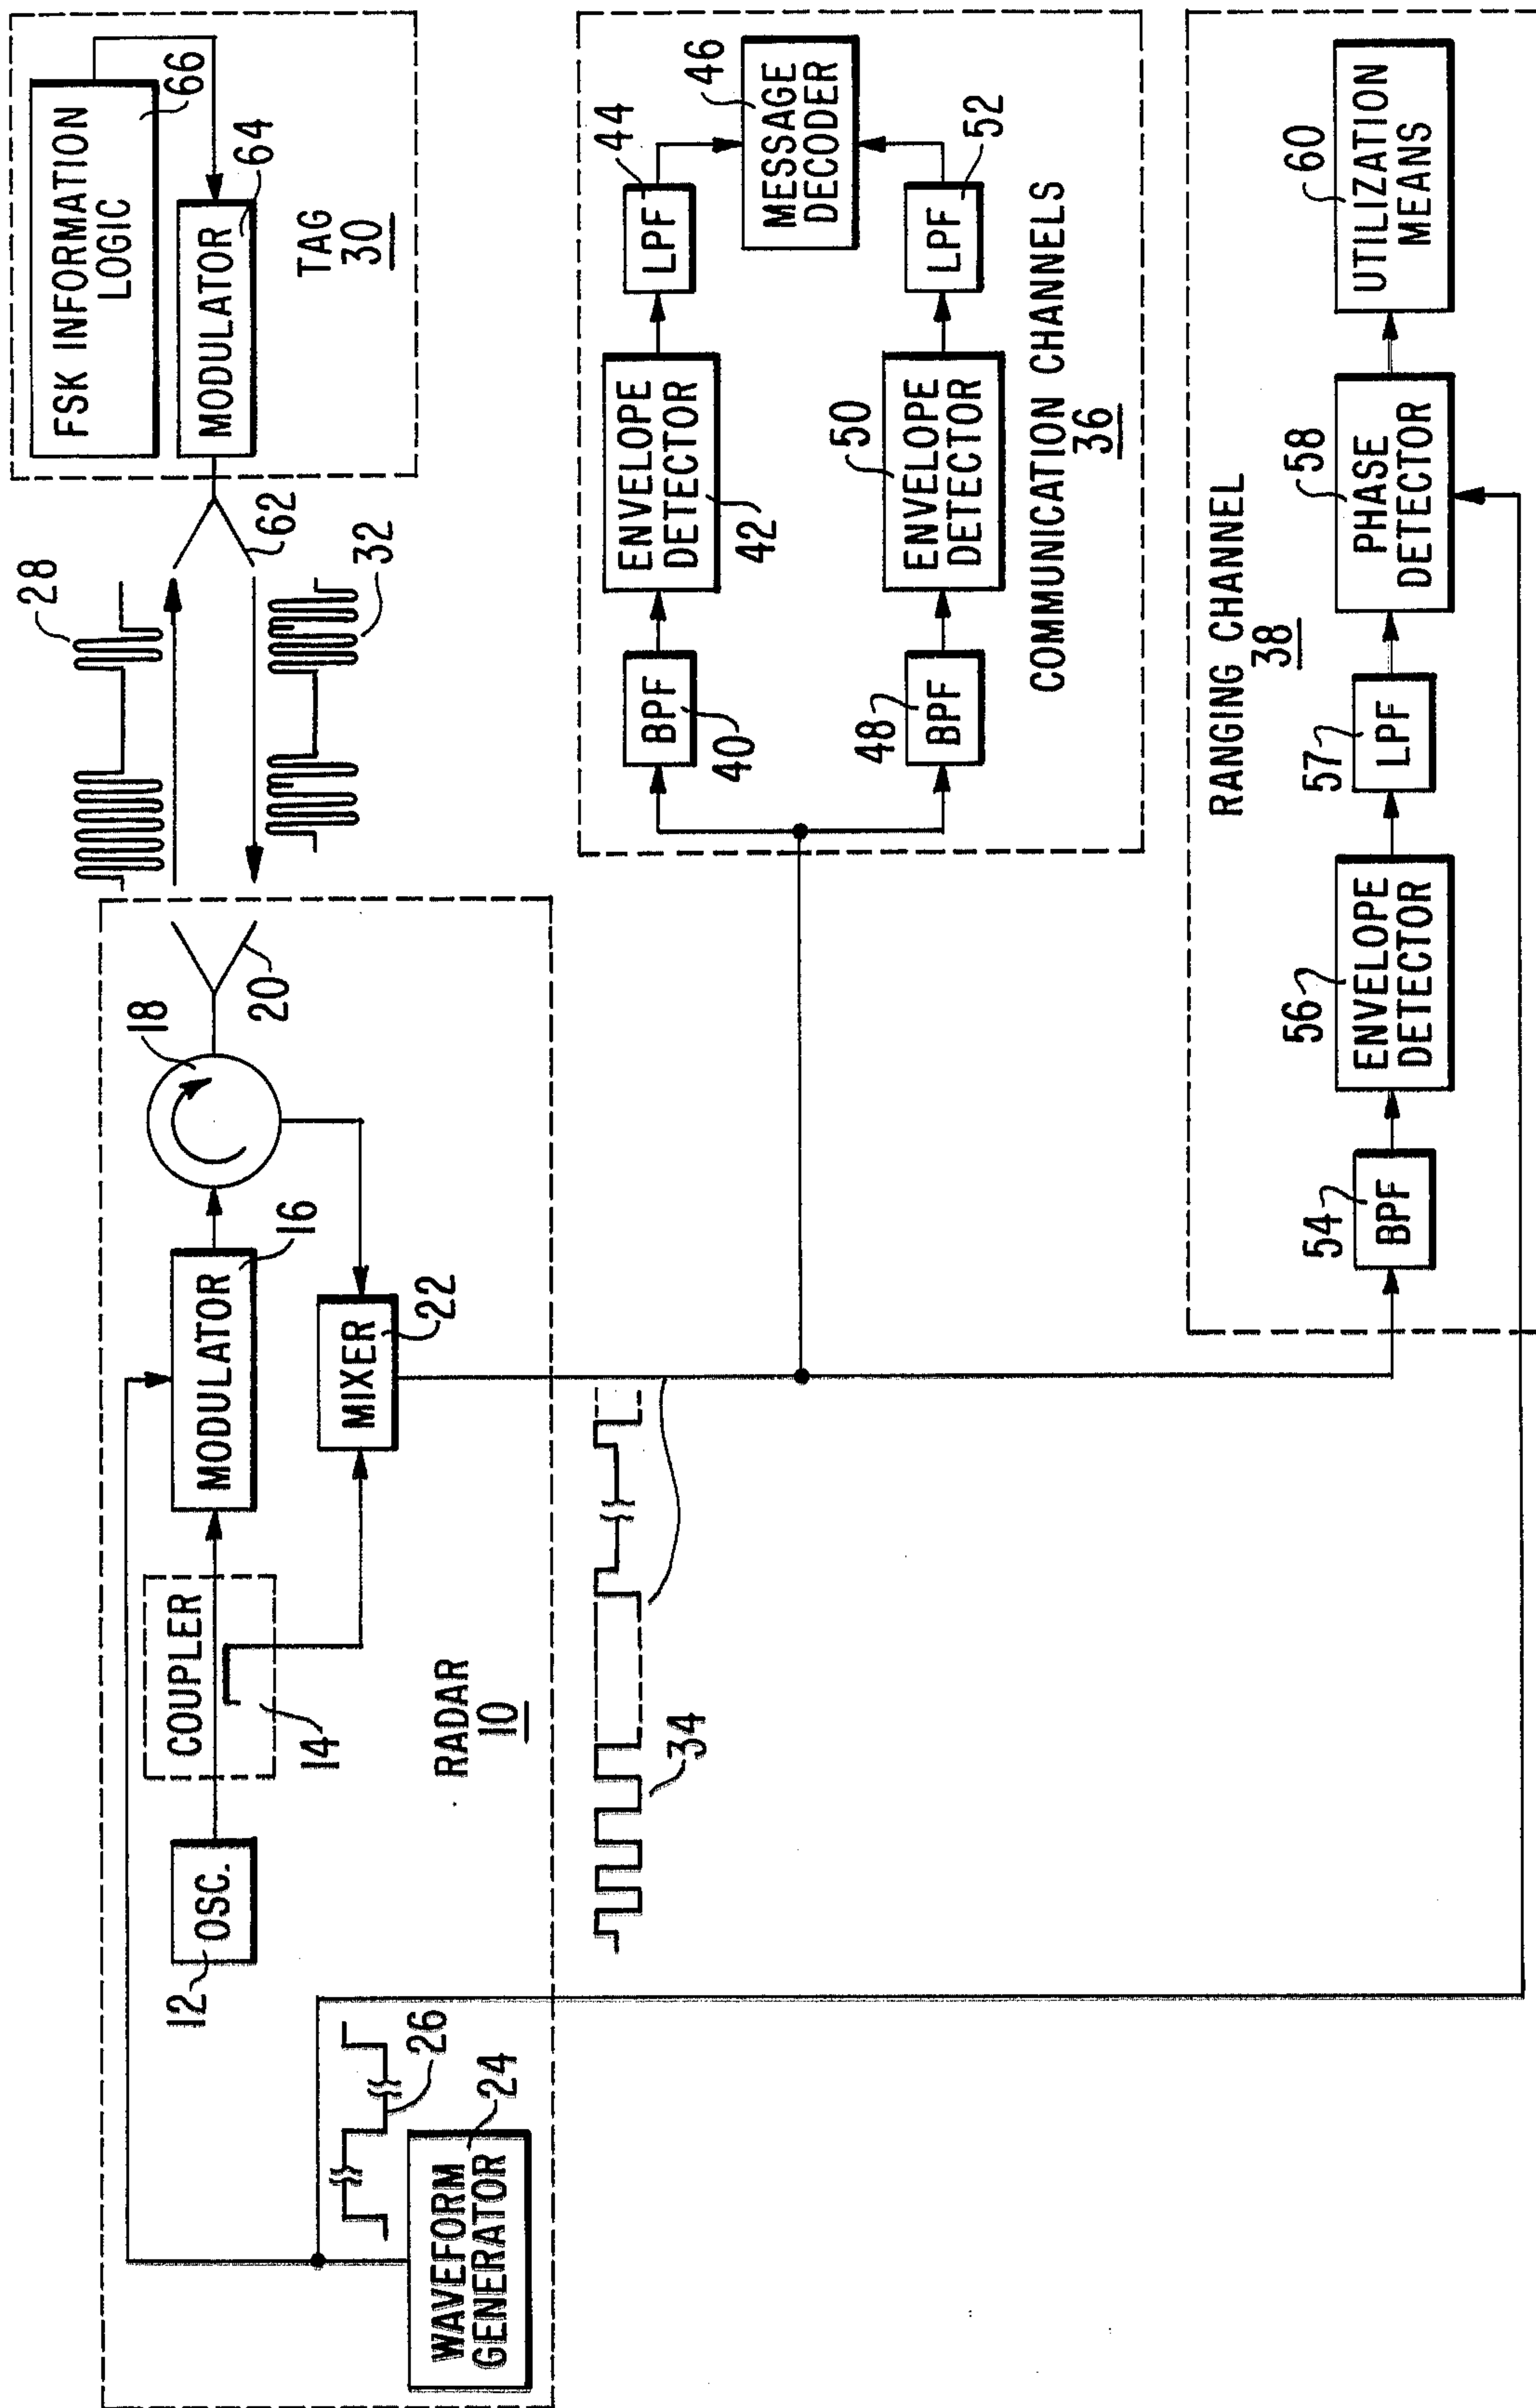 FSK INFORMATION
LOGIC
66
MODULATOR
64
TAG
30
28
62
32
COUPLER
14
12
OSC.
MODULATOR
16
18
20
MIXER
22
RADAR
10
26
WAVEFORM
GENERATOR
24
34
BPF
40
ENVELOPE
DETECTOR
42
LPF
44
MESSAGE
DECODER
46
BPF
48
ENVELOPE
DETECTOR
50
LPF
52
COMMUNICATION CHANNELS
36
RANGING CHANNEL
38
54
BPF
56
ENVELOPE
DETECTOR
57
LPF
58
PHASE
DETECTOR
60
UTILIZATION
MEANS